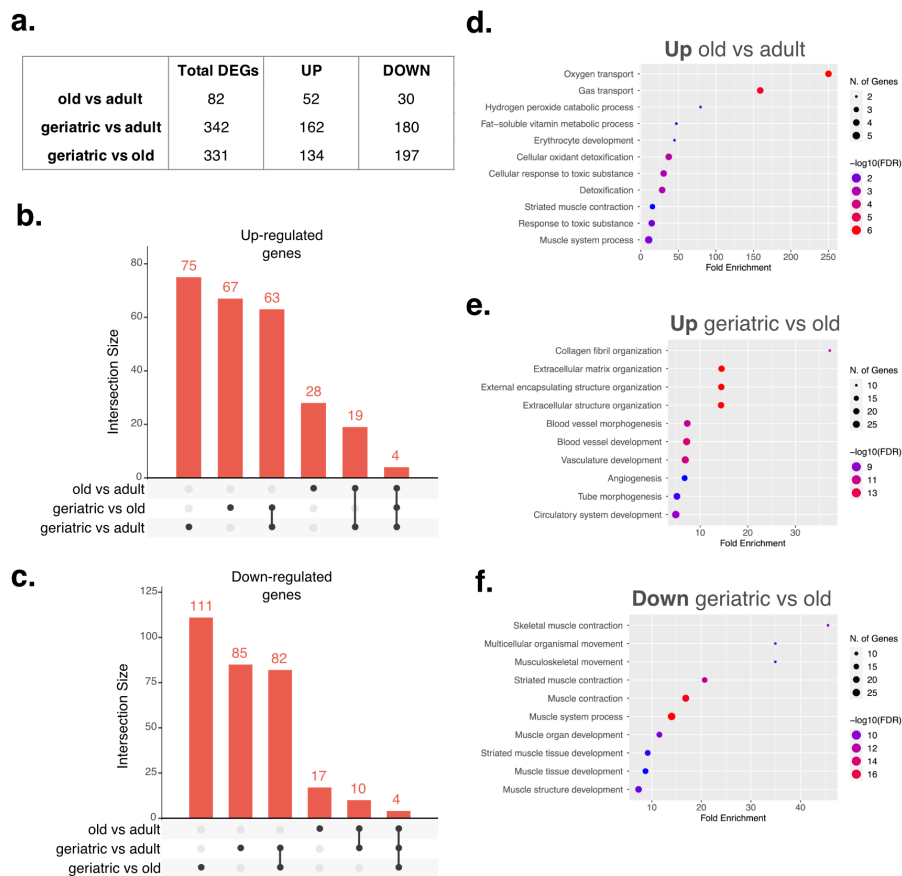 a.
Total DEGs UP DOWN
old vs adult 82 52 30
geriatric vs adult 342 162 180
geriatric vs old 331 134 197
b.
Up-regulated
genes
Intersection Size
80
60
40
20
0
75
67
63
28
19
4
old vs adult
geriatric vs old
geriatric vs adult
c.
Down-regulated
genes
Intersection Size
125
100
75
50
25
0
111
85
82
17
10
4
old vs adult
geriatric vs adult
geriatric vs old
d.
Up old vs adult
Oxygen transport
Gas transport
Hydrogen peroxide catabolic process
Fat-soluble vitamin metabolic process
Erythrocyte development
Cellular oxidant detoxification
Cellular response to toxic substance
Detoxification
Striated muscle contraction
Response to toxic substance
Muscle system process
0 50 100 150 200 250
Fold Enrichment
N. of Genes
2
3
4
5
-log10(FDR)
2
3
4
5
6
e.
Up geriatric vs old
Collagen fibril organization
Extracellular matrix organization
External encapsulating structure organization
Extracellular structure organization
Blood vessel morphogenesis
Blood vessel development
Vasculature development
Angiogenesis
Tube morphogenesis
Circulatory system development
10 20 30
Fold Enrichment
N. of Genes
10
15
20
25
-log10(FDR)
9
11
13
f.
Down geriatric vs old
Skeletal muscle contraction
Multicellular organismal movement
Musculoskeletal movement
Striated muscle contraction
Muscle contraction
Muscle system process
Muscle organ development
Striated muscle tissue development
Muscle tissue development
Muscle structure development
10 20 30 40
Fold Enrichment
N. of Genes
10
15
20
25
-log10(FDR)
10
12
14
16